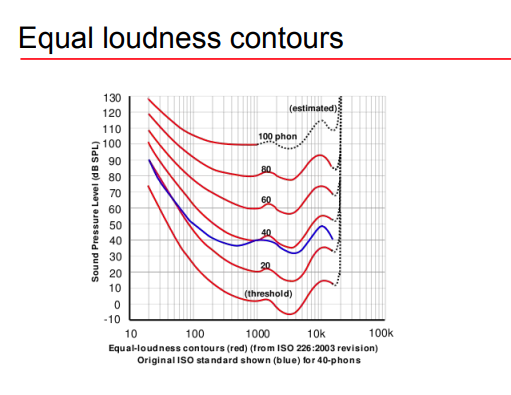 Equal loudness contours
130
120
110
100
90
80
70
60
50
40
30
20
10
0
-10
Sound Pressure Level (dB SPL)
(estimated)
100 phon
80
60
40
20
(threshold)
10 100 1000 10k 100k
Equal-loudness contours (red) (from ISO 226:2003 revision)
Original ISO standard shown (blue) for 40-phons